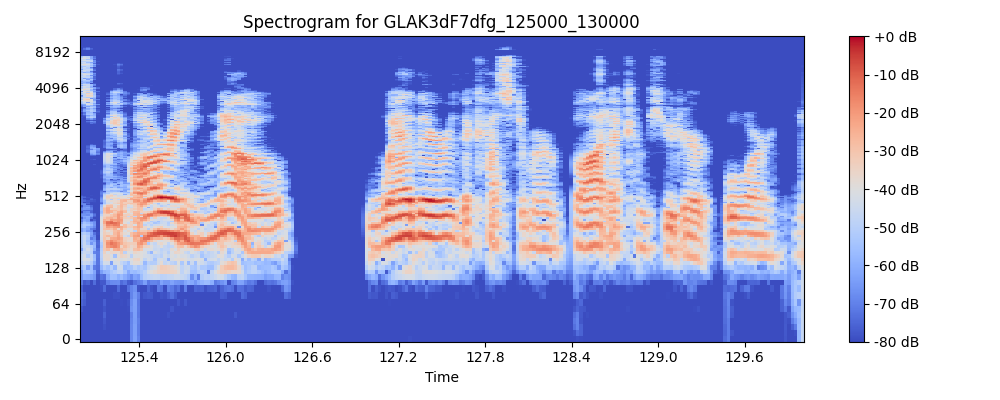 Spectrogram for GLAK3dF7dfg_125000_130000
Hz
8192
4096
2048
1024
512
256
128
64
0
125.4 126.0 126.6 127.2 127.8 128.4 129.0 129.6
Time
+0 dB
-10 dB
-20 dB
-30 dB
-40 dB
-50 dB
-60 dB
-70 dB
-80 dB